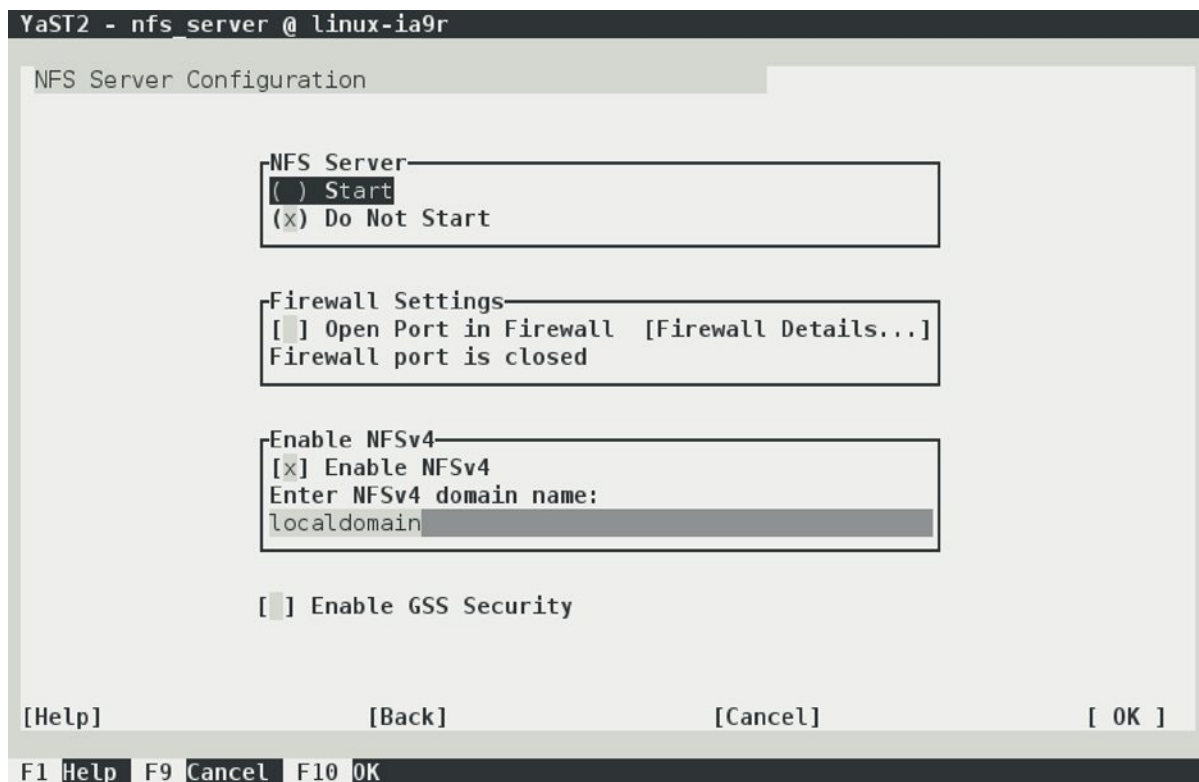 YaST2 - nfs_server @ linux-ia9r
NFS Server Configuration
NFS Server
( ) Start
(x) Do Not Start
Firewall Settings
[ ] Open Port in Firewall [Firewall Details...]
Firewall port is closed
Enable NFSv4
[x] Enable NFSv4
Enter NFSv4 domain name:
localdomain
[ ] Enable GSS Security
[Help] [Back] [Cancel] [ OK ]
F1 Help F9 Cancel F10 OK